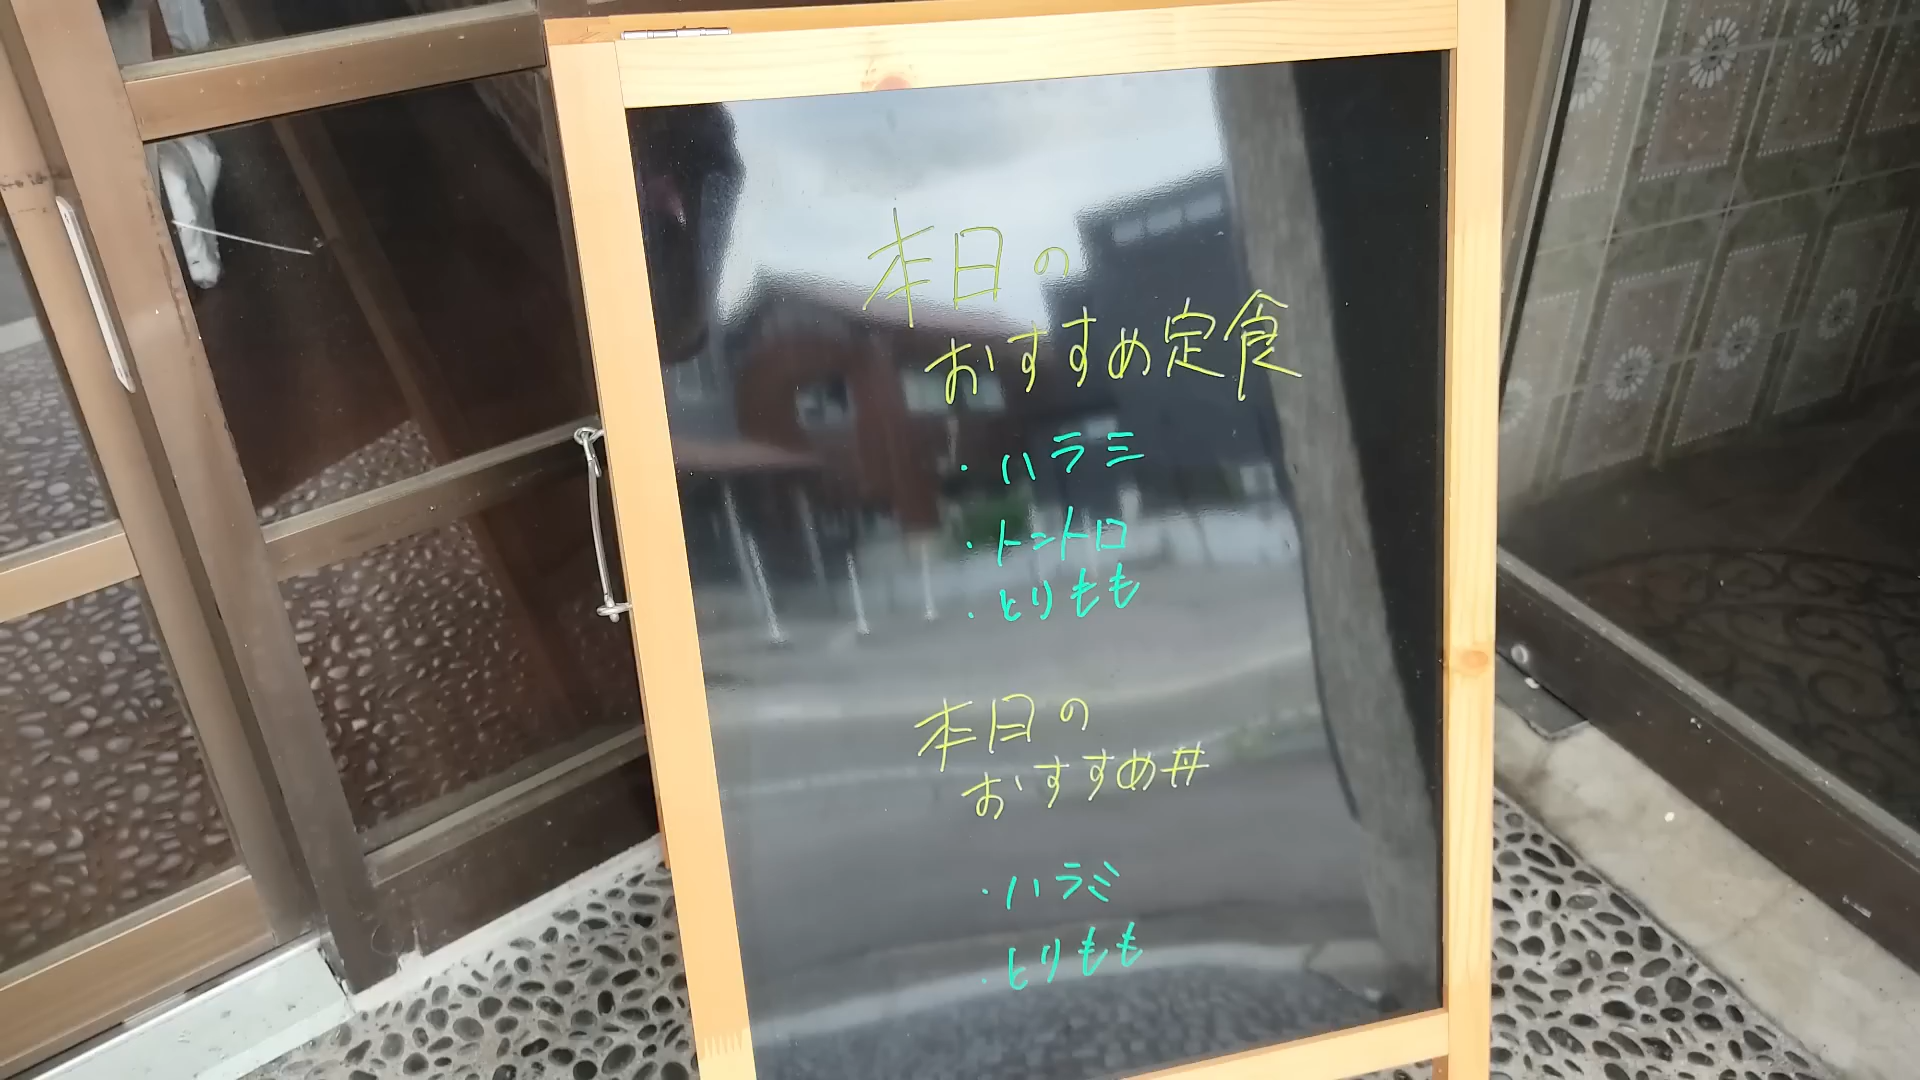 本日の
おすすめ定食
・ハラミ
・トントロ
・とりもも
本日の
おすすめ丼
・ハラミ
・とりもも